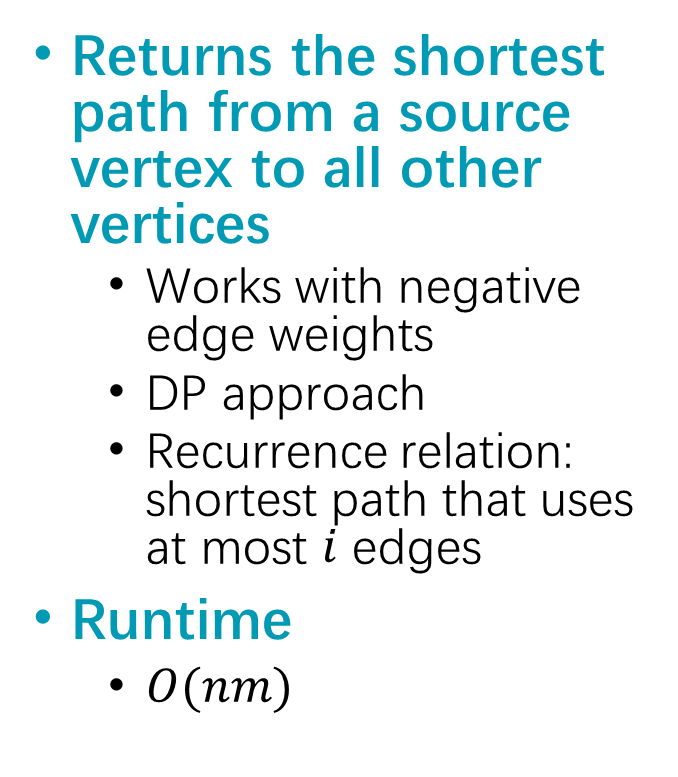 • Returns the shortest
path from a source
vertex to all other
vertices
• Works with negative
edge weights
• DP approach
• Recurrence relation:
shortest path that uses
at most i edges
• Runtime
• O(nm)